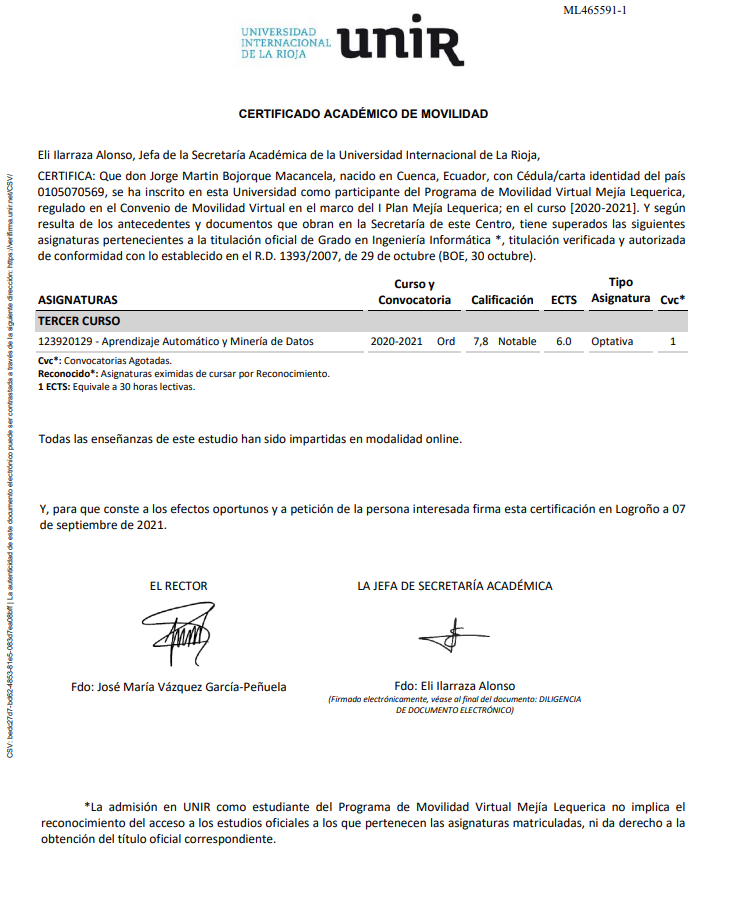 ML465591-1
UNIVERSIDAD
INTERNACIONAL
DE LA RIOJA
unir
CERTIFICADO ACADÉMICO DE MOVILIDAD
Eli Ilarraza Alonso, Jefa de la Secretaría Académica de la Universidad Internacional de La Rioja,
CERTIFICA: Que don Jorge Martin Bojorque Macancela, nacido en Cuenca, Ecuador, con Cédula/carta identidad del país
0105070569, se ha inscrito en esta Universidad como participante del Programa de Movilidad Virtual Mejía Lequerica,
regulado en el Convenio de Movilidad Virtual en el marco del I Plan Mejía Lequerica; en el curso [2020-2021]. Y según
resulta de los antecedentes y documentos que obran en la Secretaría de este Centro, tiene superados las siguientes
asignaturas pertenecientes a la titulación oficial de Grado en Ingeniería Informática *, titulación verificada y autorizada
de conformidad con lo establecido en el R.D. 1393/2007, de 29 de octubre (BOE, 30 octubre).
ASIGNATURAS Curso y Convocatoria Calificación ECTS Tipo Asignatura Cvc*
TERCER CURSO
123920129 - Aprendizaje Automático y Minería de Datos 2020-2021 Ord 7,8 Notable 6.0 Optativa 1
Cvc*: Convocatorias Agotadas.
Reconocido*: Asignaturas eximidas de cursar por Reconocimiento.
1 ECTS: Equivale a 30 horas lectivas.
Todas las enseñanzas de este estudio han sido impartidas en modalidad online.
Y, para que conste a los efectos oportunos y a petición de la persona interesada firma esta certificación en Logroño a 07
de septiembre de 2021.
EL RECTOR LA JEFA DE SECRETARÍA ACADÉMICA
Fdo: José María Vázquez García-Peñuela Fdo: Eli Ilarraza Alonso
(Firmado electrónicamente, véase al final del documento: DILIGENCIA
DE DOCUMENTO ELECTRÓNICO)
*La admisión en UNIR como estudiante del Programa de Movilidad Virtual Mejía Lequerica no implica el
reconocimiento del acceso a los estudios oficiales a los que pertenecen las asignaturas matriculadas, ni da derecho a la
obtención del título oficial correspondiente.
CSV: | La autenticidad de este documento electrónico puede ser contrastada a través de la siguiente dirección: https://verifirma.unir.net/CSV/